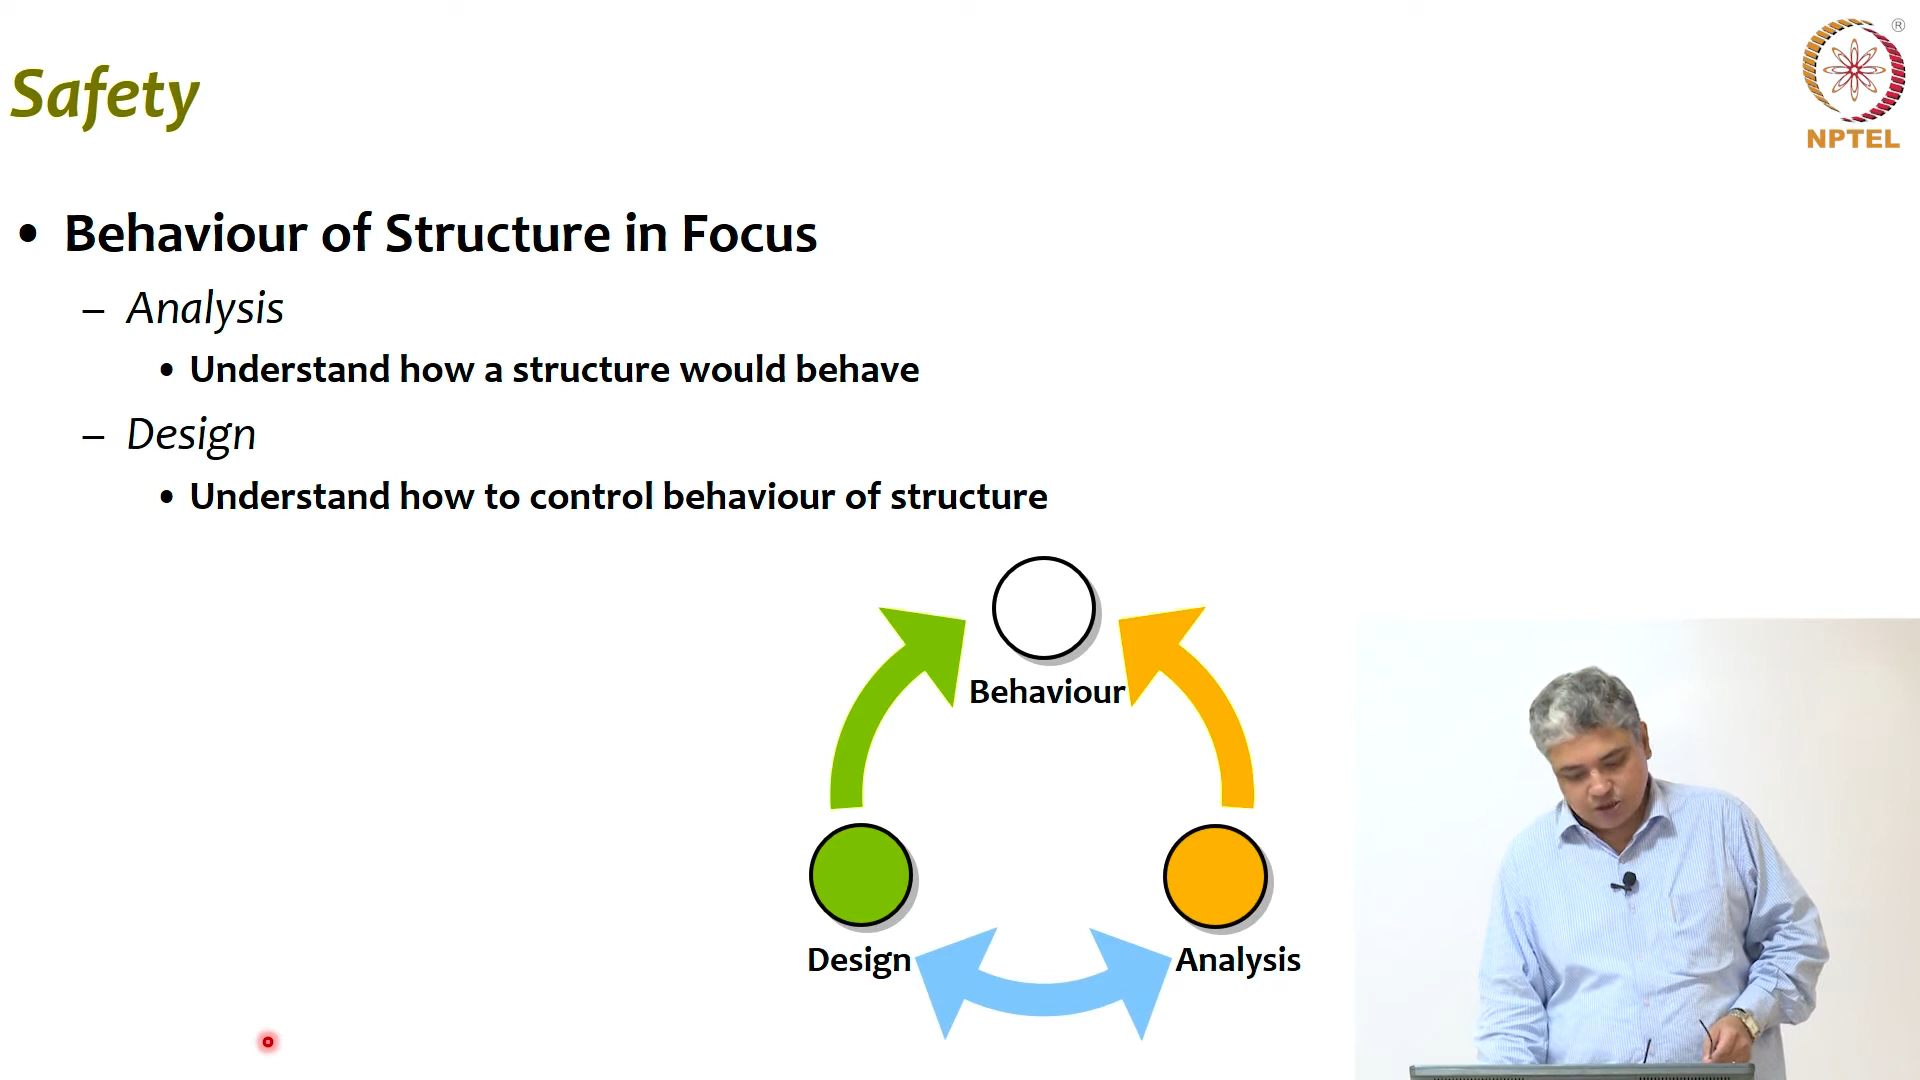 Safety
®
NPTEL
• Behaviour of Structure in Focus
– Analysis
• Understand how a structure would behave
– Design
• Understand how to control behaviour of structure
Behaviour
Design
Analysis